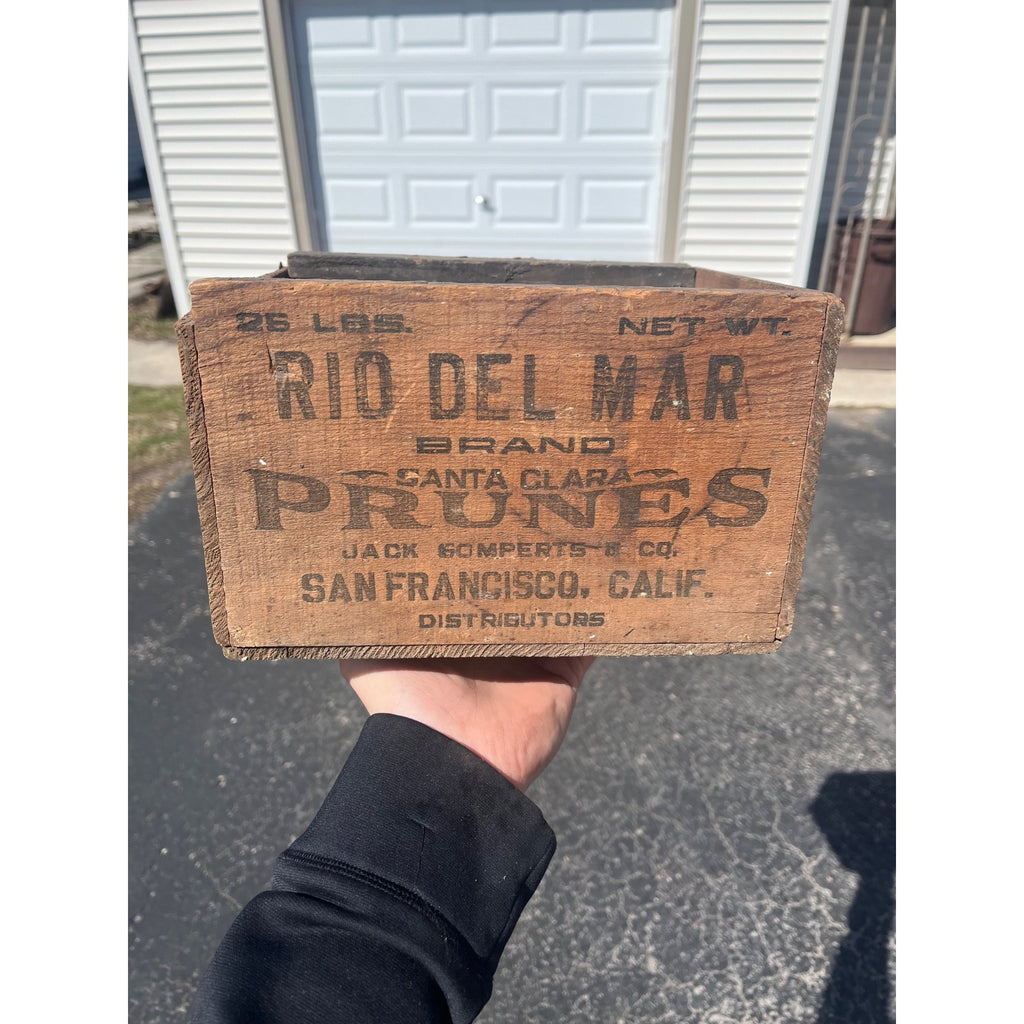 25 LBS. NET WT.
RIO DEL MAR
BRAND
SANTA CLARA
PRUNES
JACK GOMPERTS & CO.
SAN FRANCISCO, CALIF.
DISTRIBUTORS